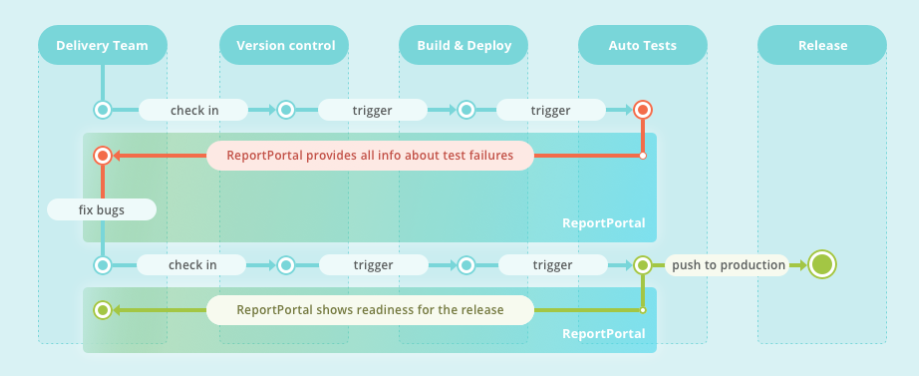 Delivery Team
Version control
Build & Deploy
Auto Tests
Release
check in
trigger
trigger
ReportPortal provides all info about test failures
fix bugs
ReportPortal
check in
trigger
trigger
push to production
ReportPortal shows readiness for the release
ReportPortal